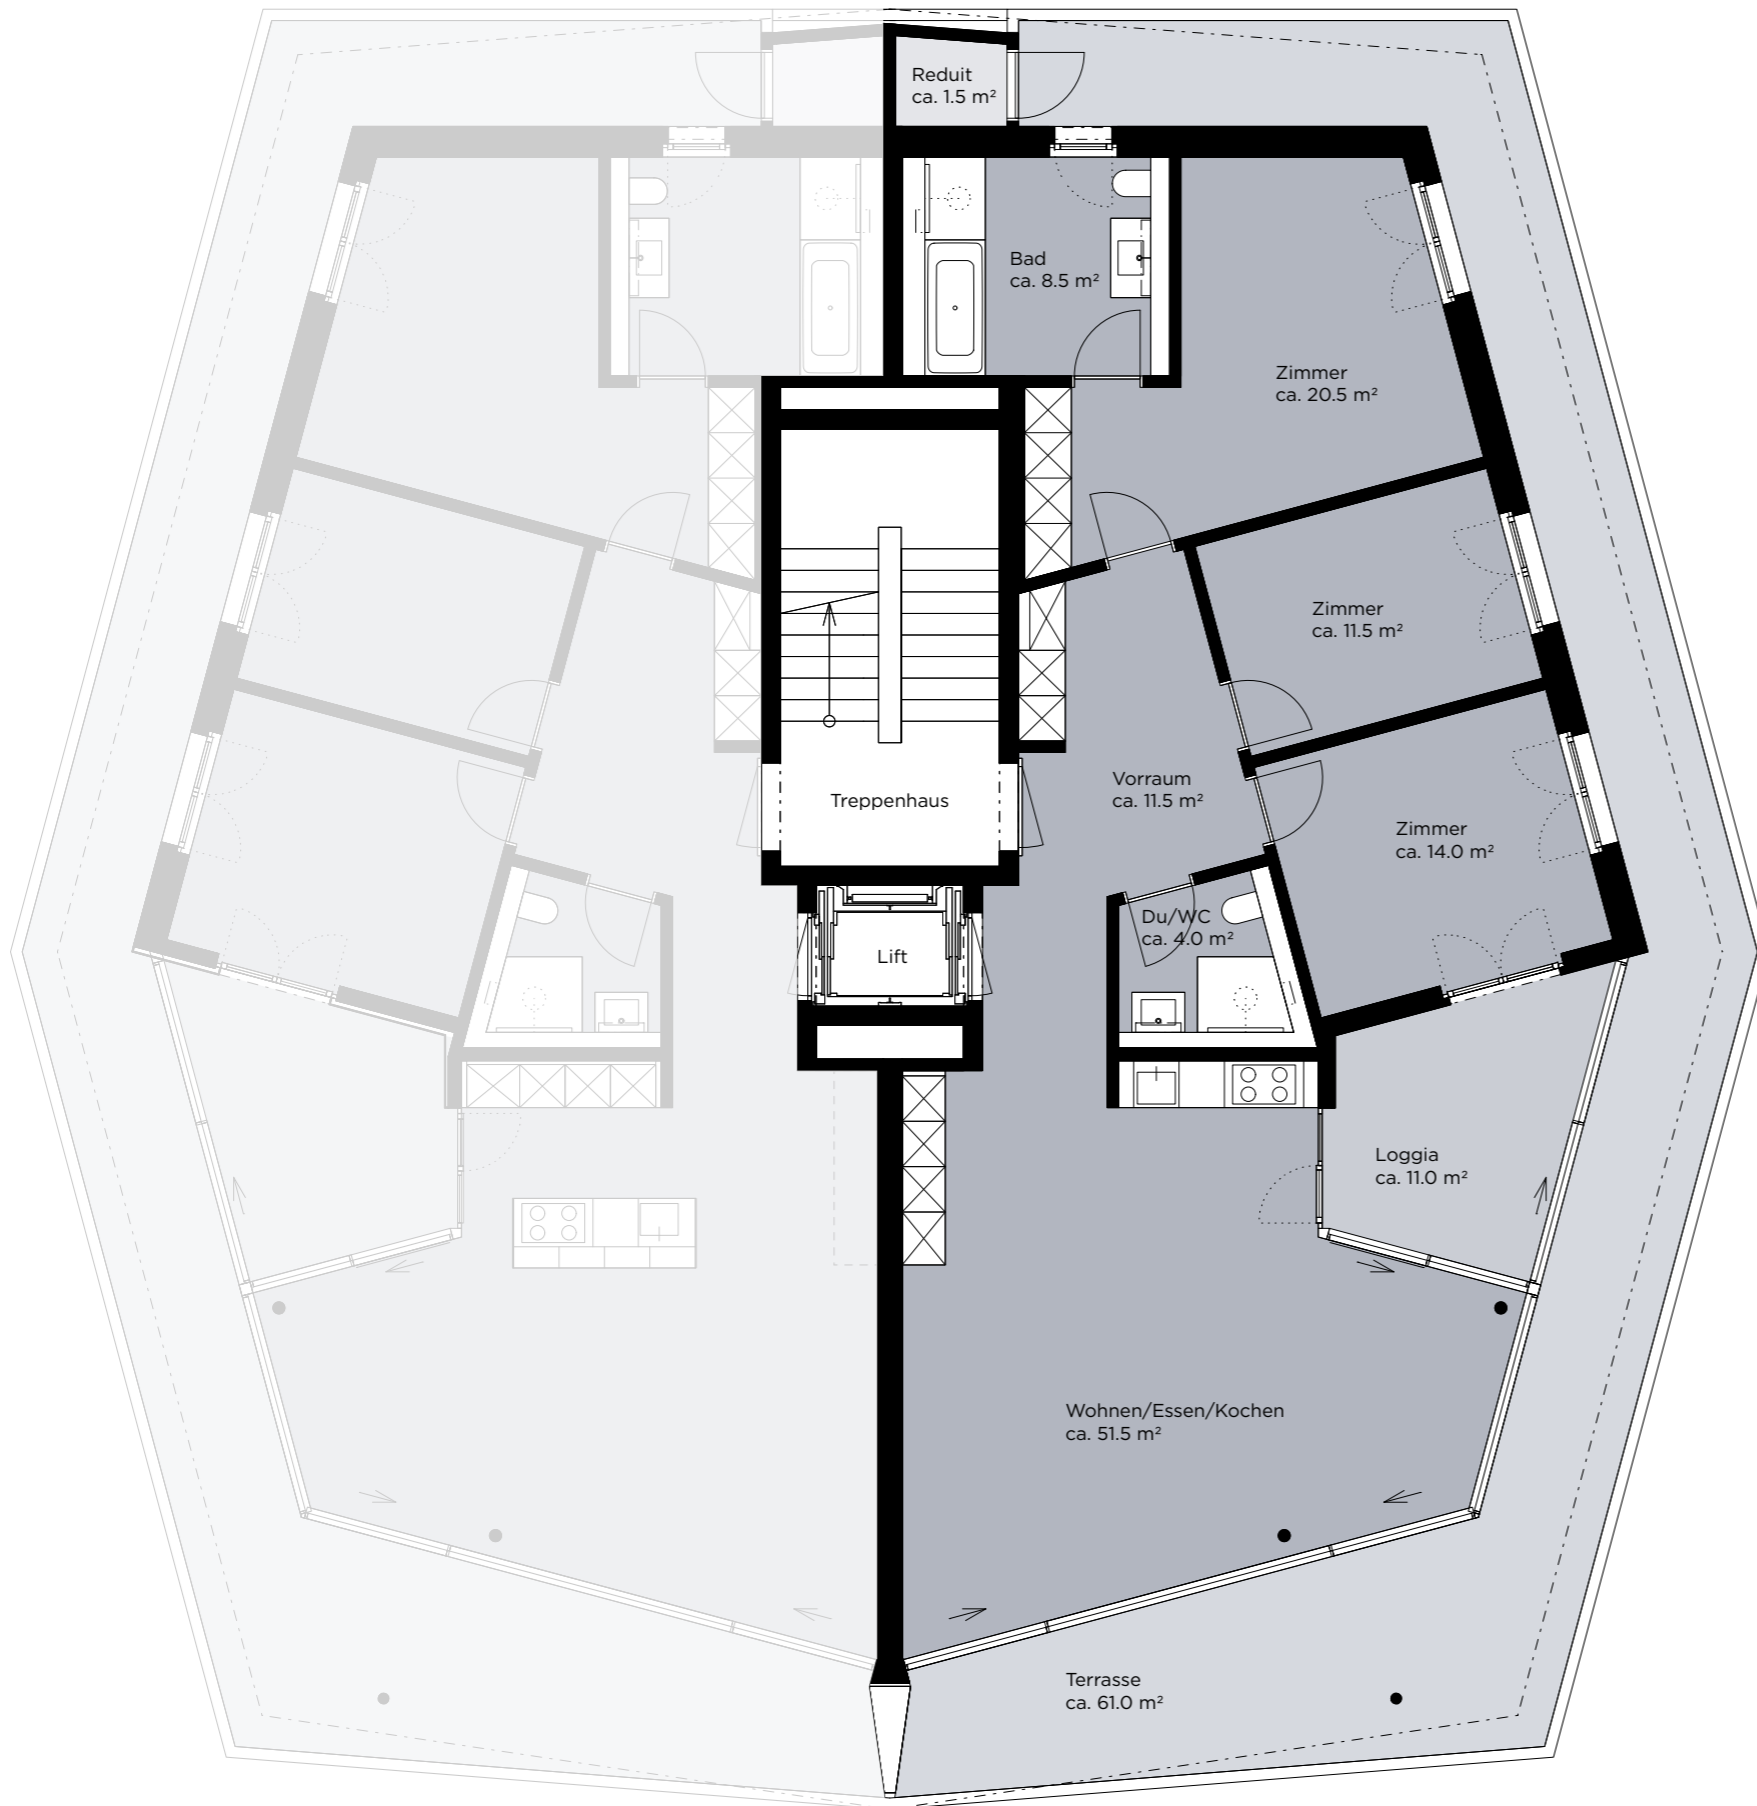 Reduit
ca. 1.5 m²
Bad
ca. 8.5 m²
Zimmer
ca. 20.5 m²
Zimmer
ca. 11.5 m²
Treppenhaus
Vorraum
ca. 11.5 m²
Zimmer
ca. 14.0 m²
Du/WC
ca. 4.0 m²
Lift
Loggia
ca. 11.0 m²
Wohnen/Essen/Kochen
ca. 51.5 m²
Terrasse
ca. 61.0 m²